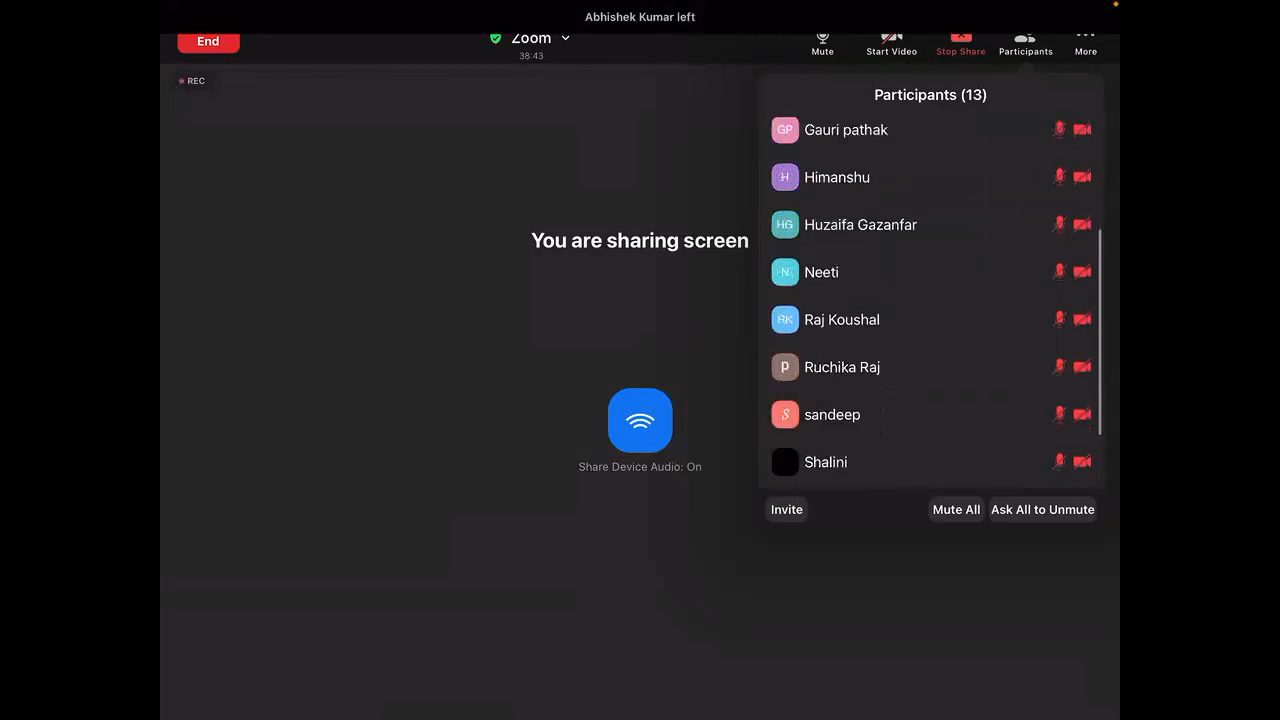 Abhishek Kumar left
End
Zoom
38:43
Mute
Start Video
Stop Share
Participants
More
REC
Participants (13)
GP Gauri pathak
H Himanshu
HG Huzaifa Gazanfar
N Neeti
RK Raj Koushal
p Ruchika Raj
S sandeep
Shalini
You are sharing screen
Share Device Audio: On
Invite
Mute All
Ask All to Unmute